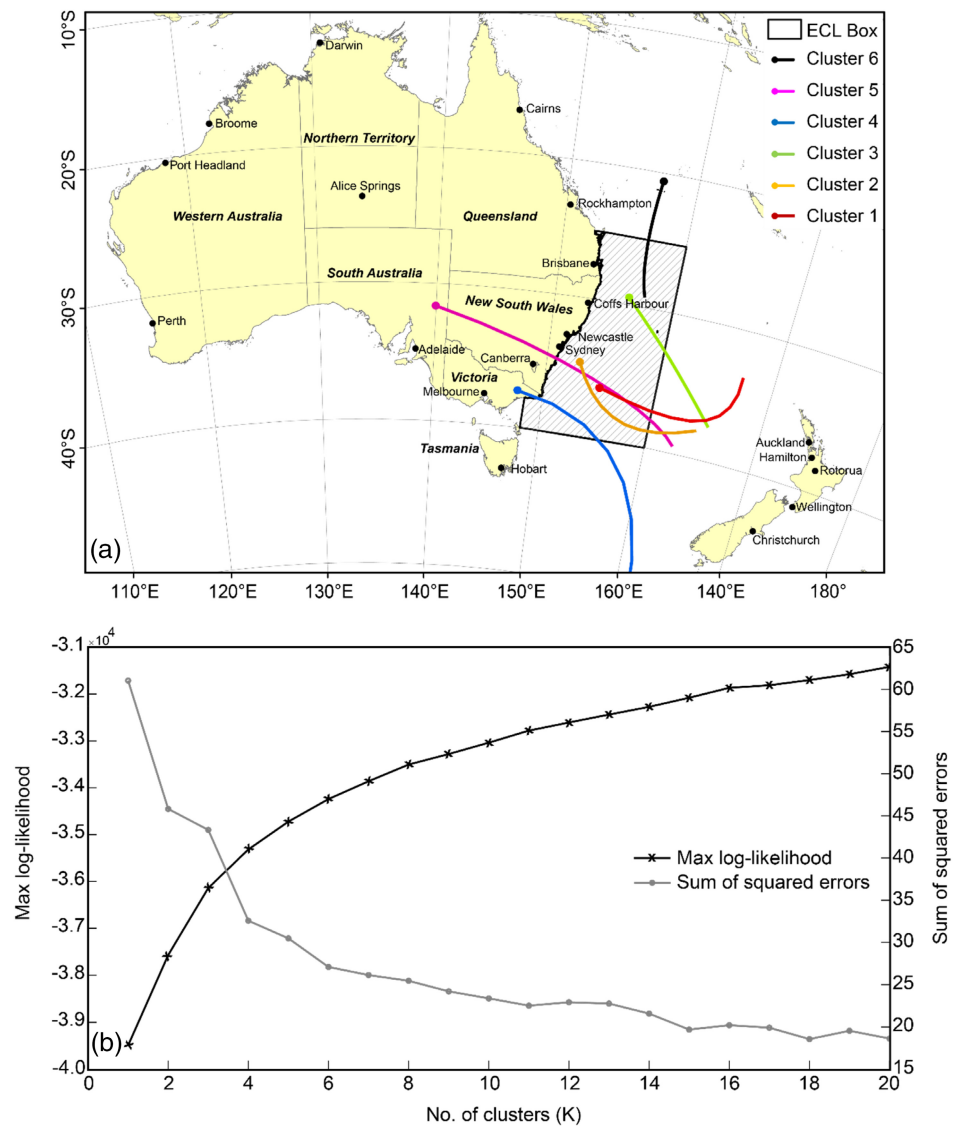 10°S
20°S
30°S
40°S
Darwin
Cairns
Broome
Northern Territory
Port Headland
Alice Springs
Rockhampton
Western Australia
Queensland
Brisbane
South Australia
New South Wales
Coffs Harbour
Perth
Newcastle
Adelaide
Sydney
Canberra
Victoria
Melbourne
Tasmania
Hobart
Auckland
Hamilton
Rotorua
Wellington
Christchurch
ECL Box
Cluster 6
Cluster 5
Cluster 4
Cluster 3
Cluster 2
Cluster 1
(a)
110°E 120°E 130°E 140°E 150°E 160°E 140°E 180°
×10⁴
-3.1
-3.2
-3.3
-3.4
-3.5
-3.6
-3.7
-3.8
-3.9
-4.0
Max log-likelihood
65
60
55
50
45
40
35
30
25
20
15
Sum of squared errors
Max log-likelihood
Sum of squared errors
(b)
0 2 4 6 8 10 12 14 16 18 20
No. of clusters (K)